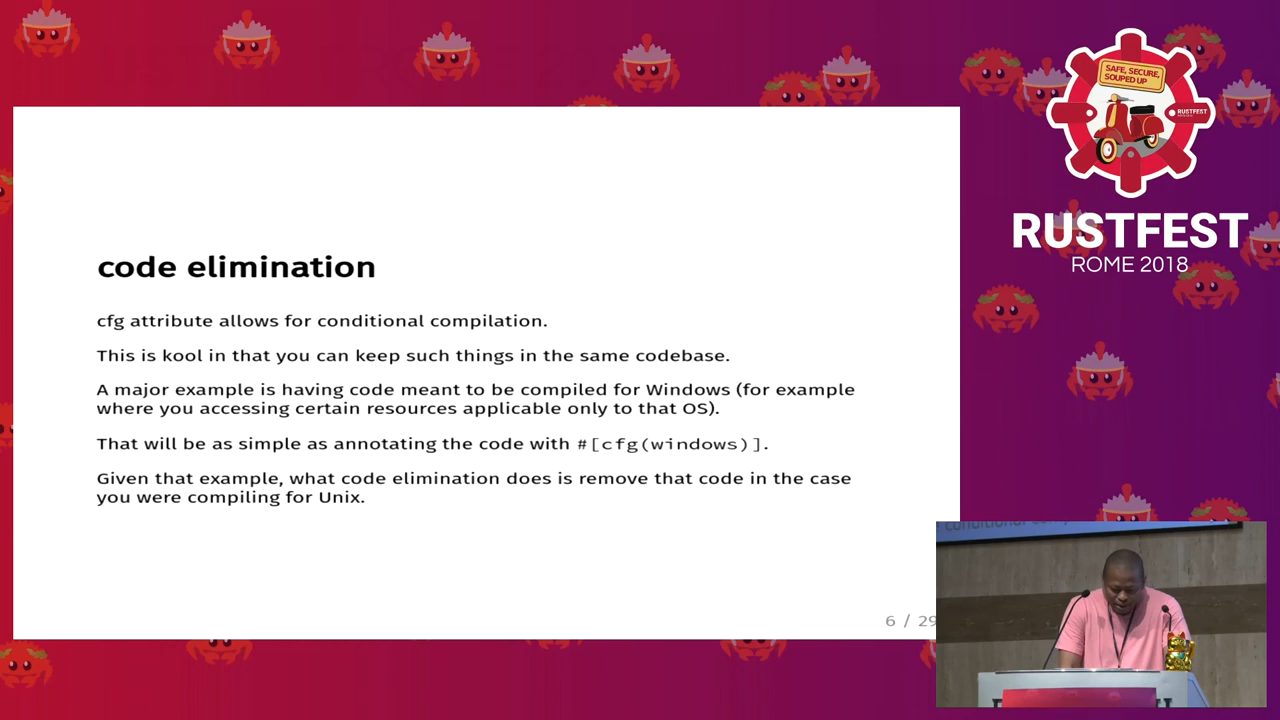 SAFE, SECURE,
SOUPED UP
RUSTFEST
RUSTFEST
ROME 2018
code elimination
cfg attribute allows for conditional compilation.
This is kool in that you can keep such things in the same codebase.
A major example is having code meant to be compiled for Windows (for example
where you accessing certain resources applicable only to that OS).
That will be as simple as annotating the code with #[cfg(windows)].
Given that example, what code elimination does is remove that code in the case
you were compiling for Unix.
6 / 29
conditional